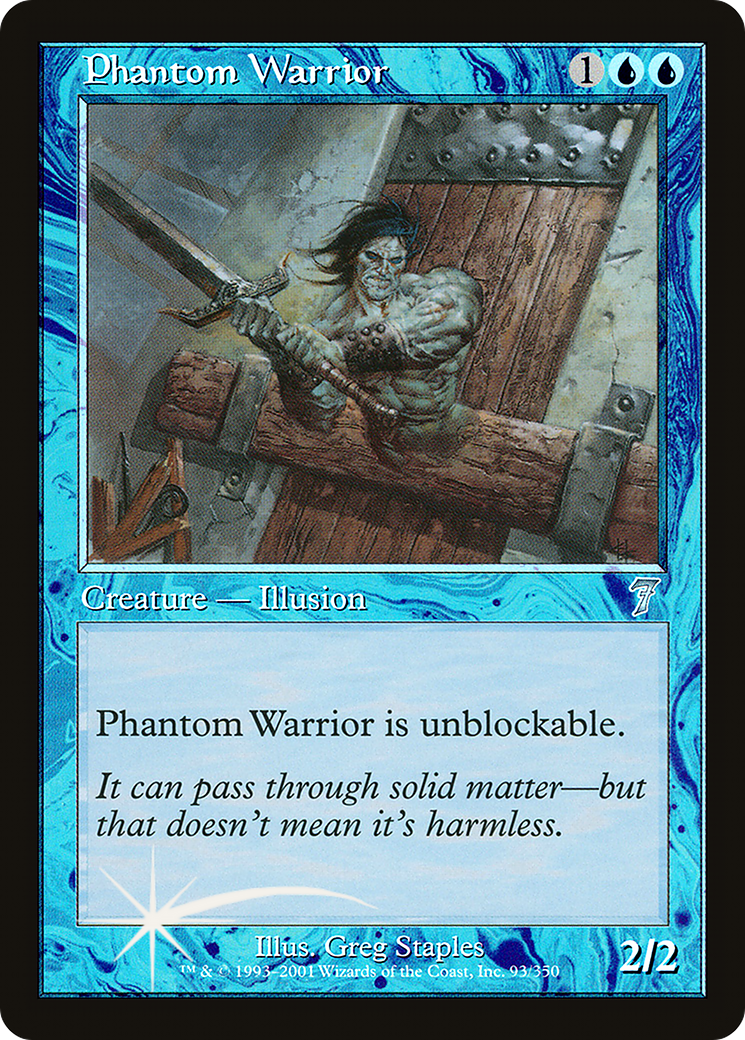 Phantom Warrior 1
Creature — Illusion 7
Phantom Warrior is unblockable.
It can pass through solid matter—but
that doesn't mean it's harmless.
Illus. Greg Staples
™ & © 1993–2001 Wizards of the Coast, Inc. 93/350
2/2